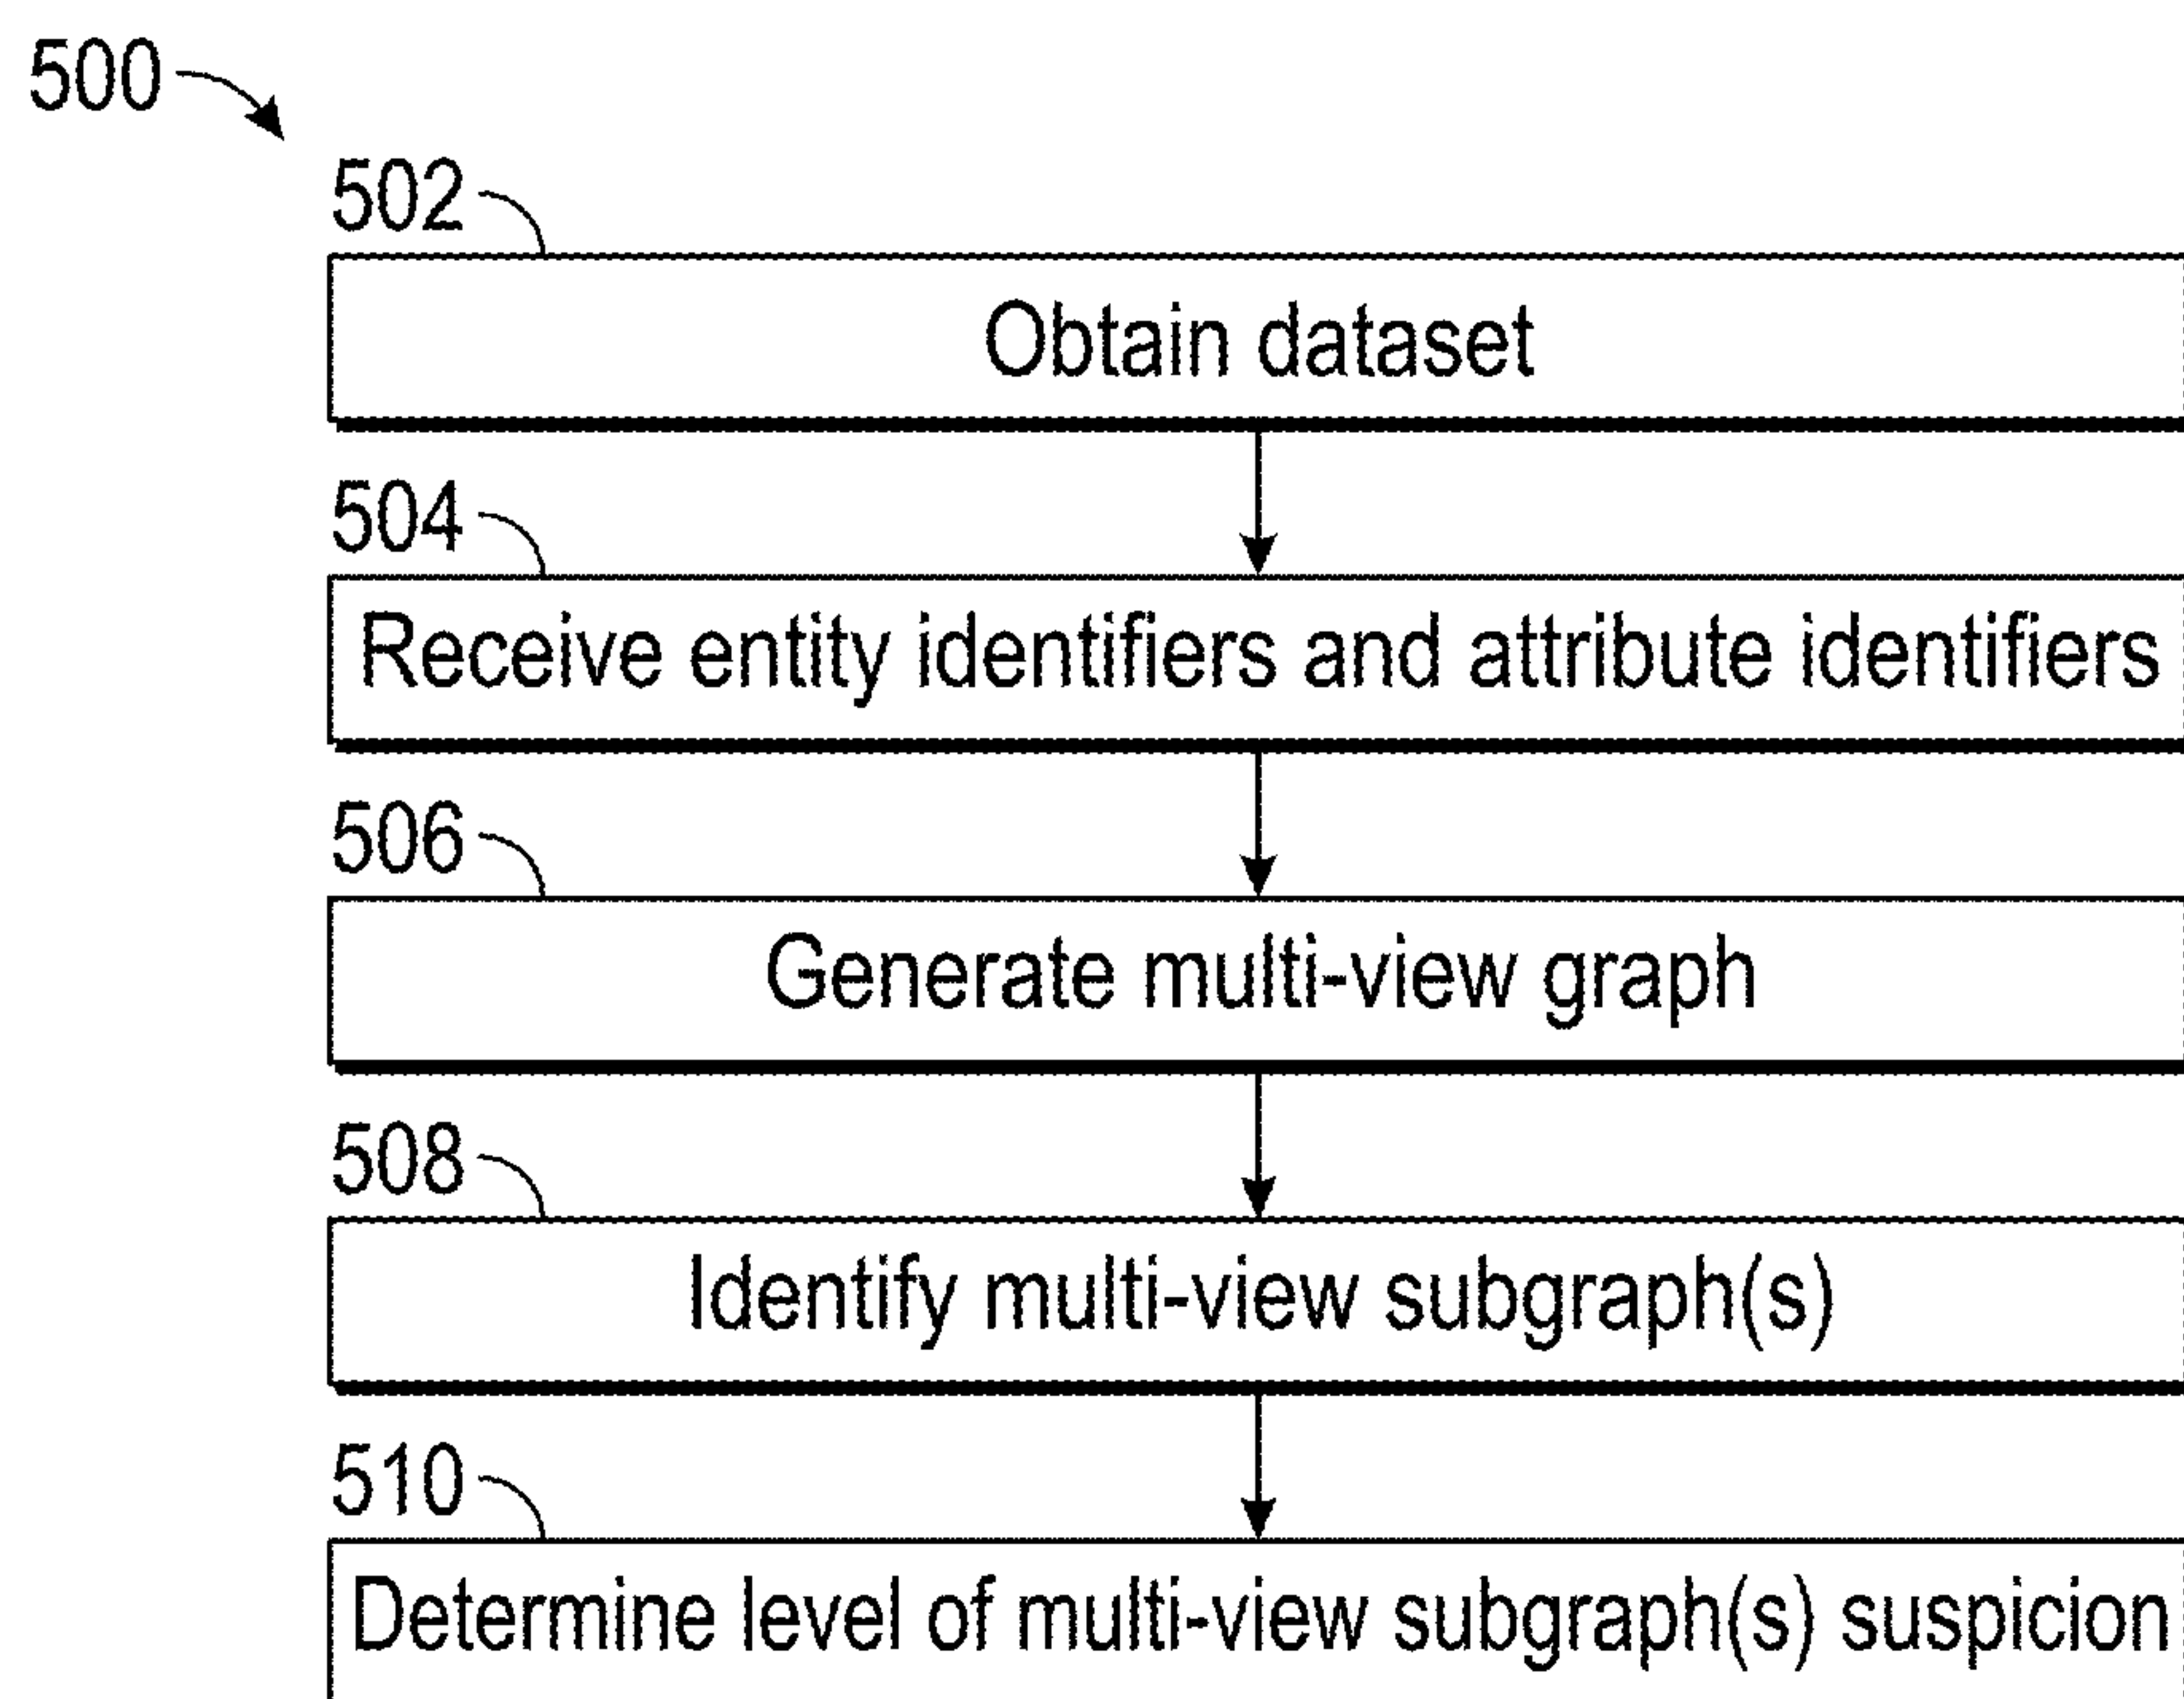 500
502
Obtain dataset
504
Receive entity identifiers and attribute identifiers
506
Generate multi-view graph
508
Identify multi-view subgraph(s)
510
Determine level of multi-view subgraph(s) suspicion